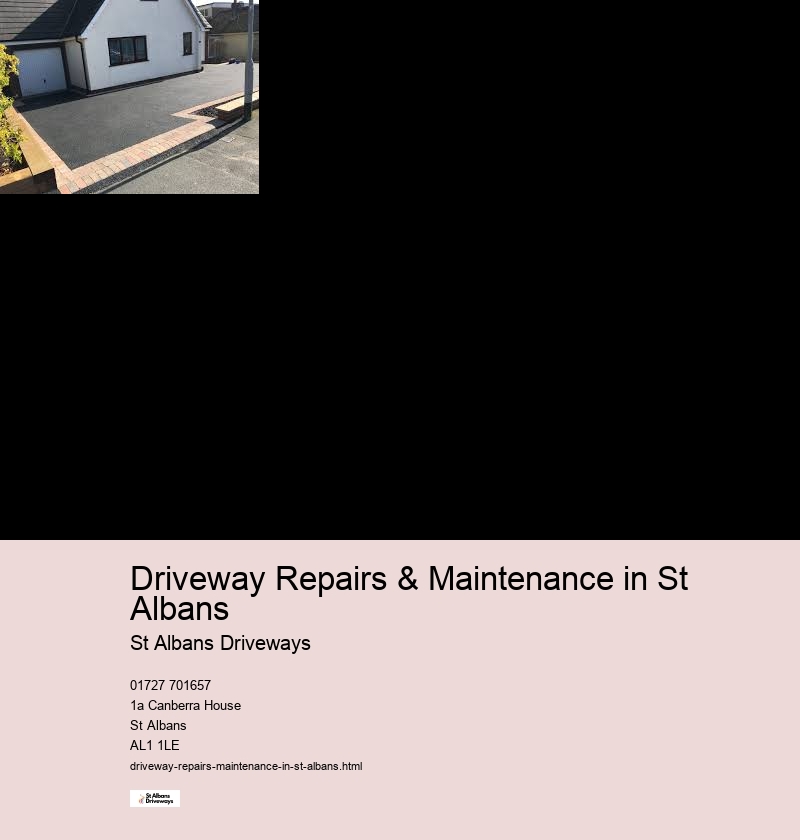 Driveway Repairs & Maintenance in St
Albans
St Albans Driveways
01727 701657
1a Canberra House
St Albans
AL1 1LE
driveway-repairs-maintenance-in-st-albans.html
St Albans
Driveways